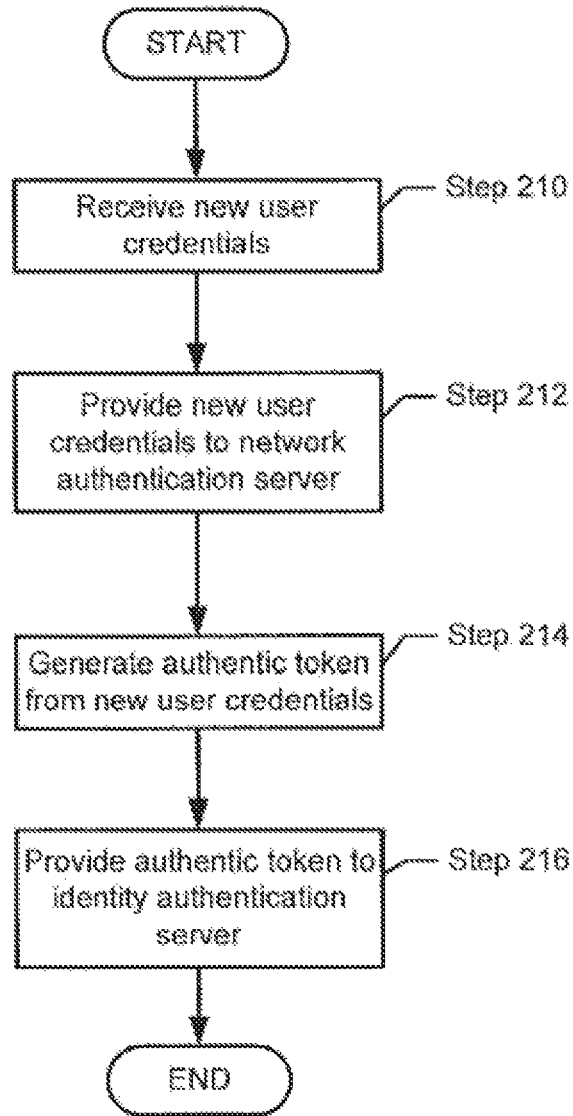 START
Receive new user
credentials
Step 210
Provide new user
credentials to network
authentication server
Step 212
Generate authentic token
from new user credentials
Step 214
Provide authentic token to
identity authentication
server
Step 216
END